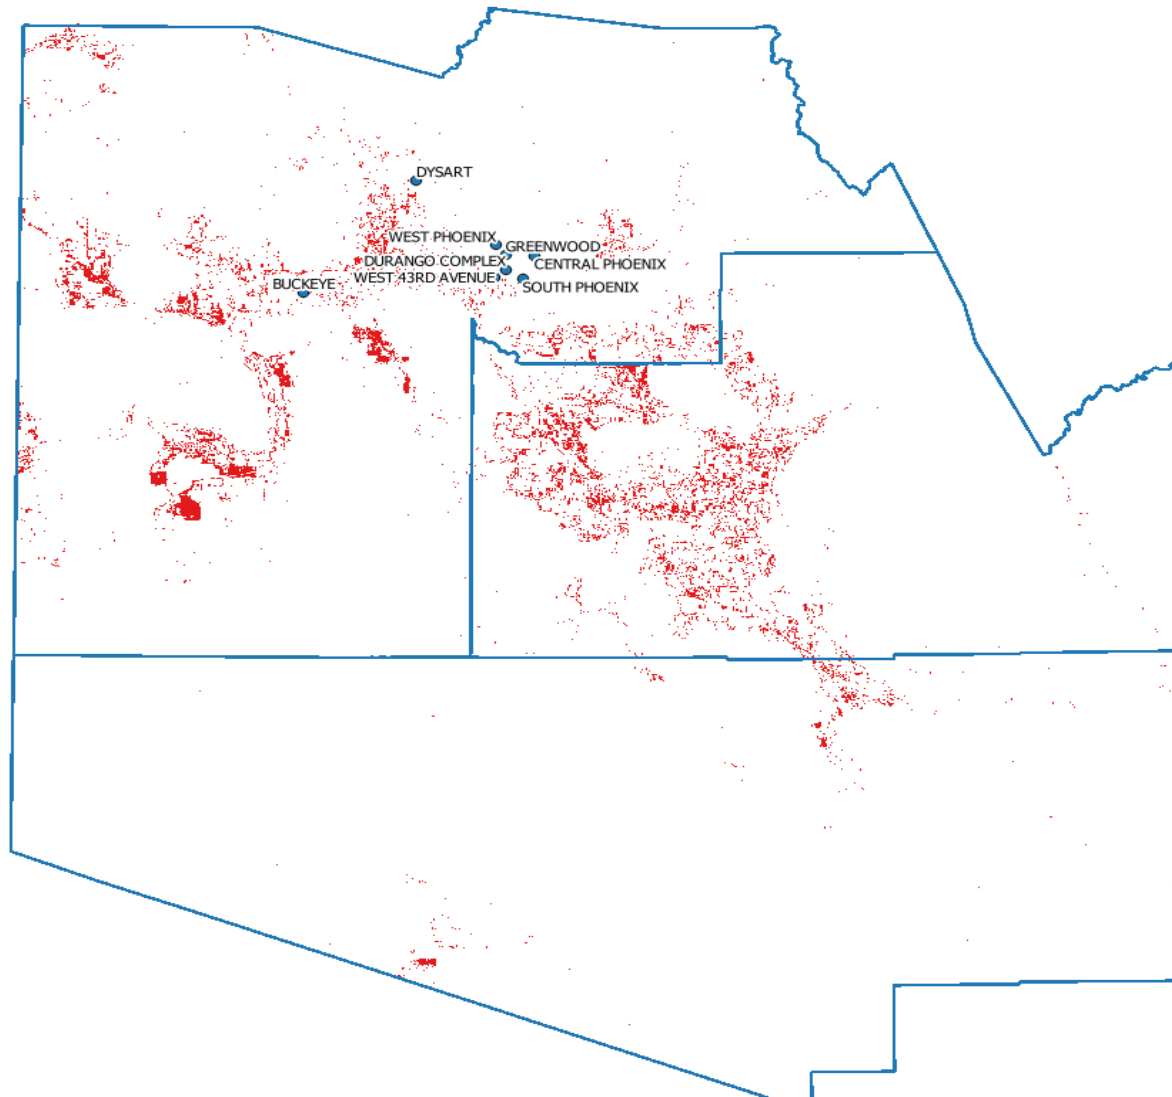 DYSART
WEST PHOENIX
GREENWOOD
DURANGO COMPLEX
CENTRAL PHOENIX
WEST 43RD AVENUE
BUCKEYE
SOUTH PHOENIX